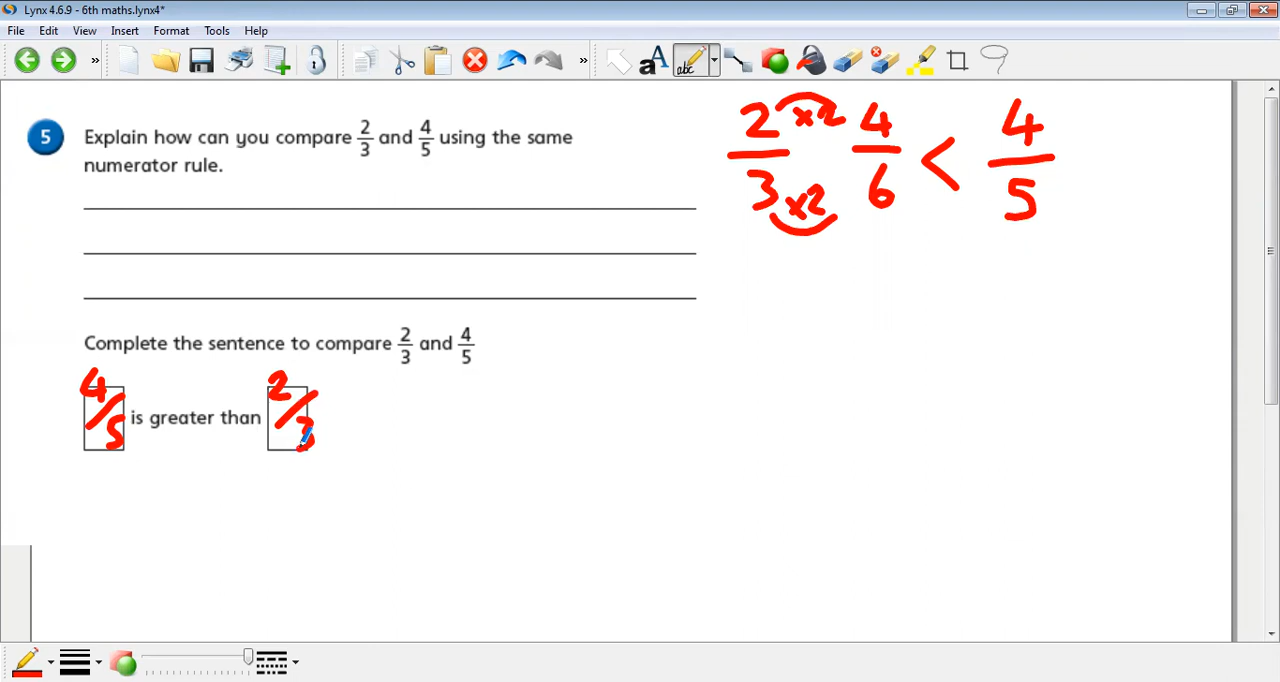 Lynx 4.6.9 - 6th maths.lynx4*
File Edit View Insert Format Tools Help
» A abc »
5 Explain how can you compare 2/3 and 4/5 using the same
numerator rule.
2/3 ×2 ×2 4/6 < 4/5
Complete the sentence to compare 2/3 and 4/5
4/5 is greater than 2/3